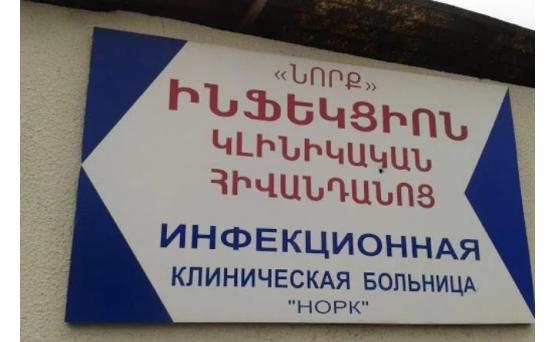 «ՆՈՐՔ»
ԻՆՖԵԿՑԻՈՆ
ԿԼԻՆԻԿԱԿԱՆ
ՀԻՎԱՆԴԱՆՈՑ
ИНФЕКЦИОННАЯ
КЛИНИЧЕСКАЯ БОЛЬНИЦА
"НОРК"